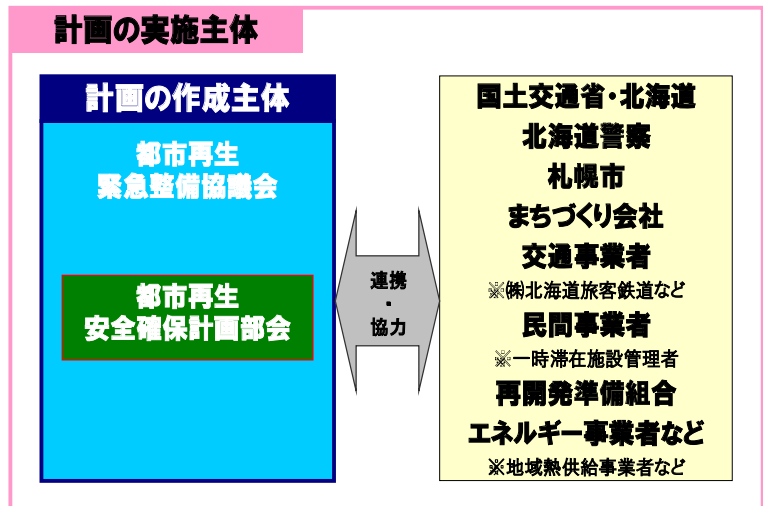 計画の実施主体
計画の作成主体
都市再生
緊急整備協議会
都市再生
安全確保計画部会
連携
・
協力
国土交通省・北海道
北海道警察
札幌市
まちづくり会社
交通事業者
※㈱北海道旅客鉄道など
民間事業者
※一時滞在施設管理者
再開発準備組合
エネルギー事業者など
※地域熱供給事業者など